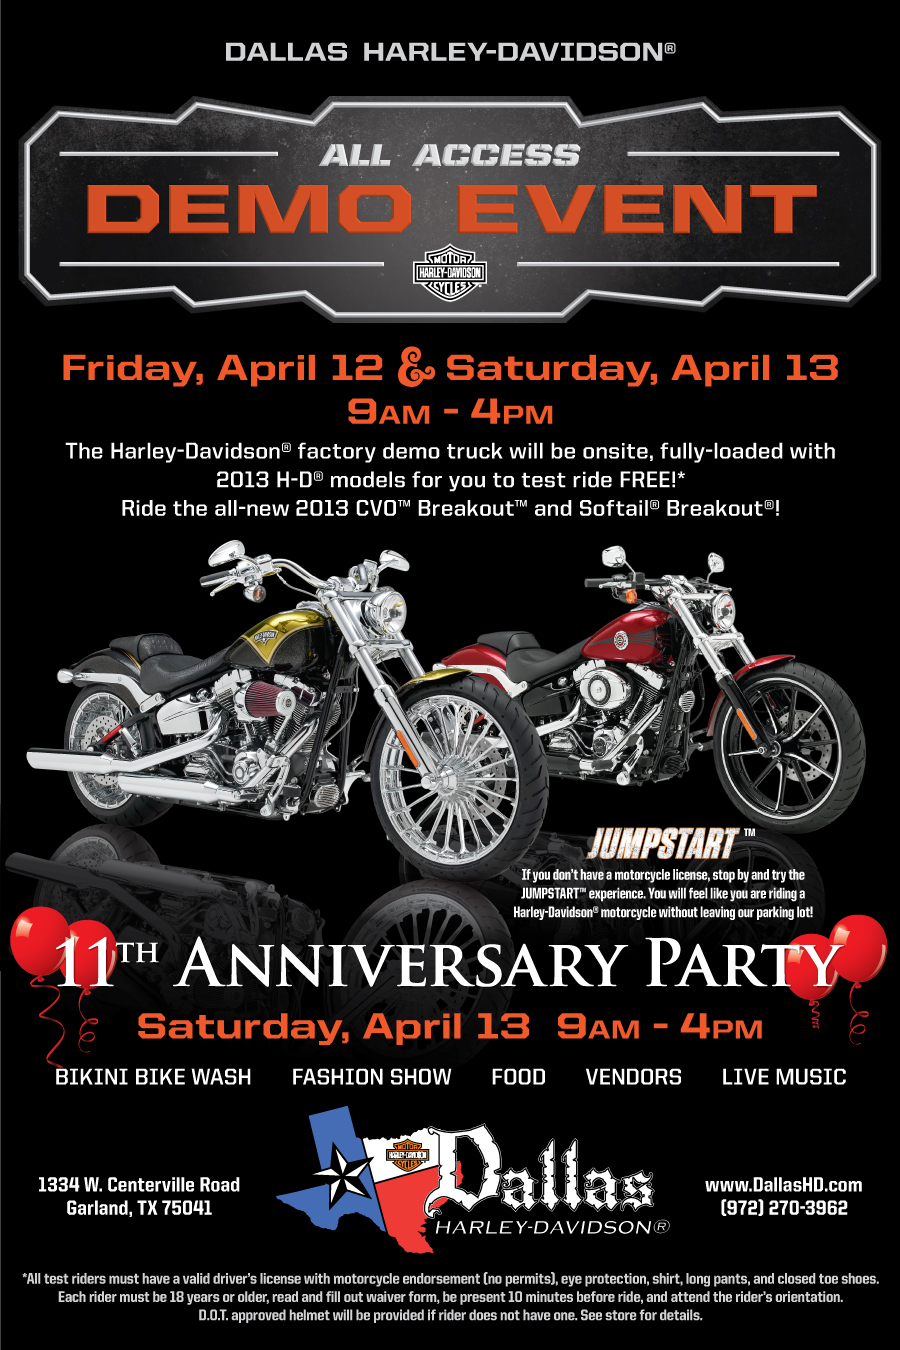 DALLAS HARLEY-DAVIDSON®
ALL ACCESS
DEMO EVENT
MOTOR
HARLEY-DAVIDSON
CYCLES
Friday, April 12 & Saturday, April 13
9AM - 4PM
The Harley-Davidson® factory demo truck will be onsite, fully-loaded with
2013 H-D® models for you to test ride FREE!*
Ride the all-new 2013 CVO™ Breakout™ and Softail® Breakout®!
JUMPSTART™
If you don't have a motorcycle license, stop by and try the
JUMPSTART™ experience. You will feel like you are riding a
Harley-Davidson® motorcycle without leaving our parking lot!
11TH ANNIVERSARY PARTY
Saturday, April 13 9AM - 4PM
BIKINI BIKE WASH FASHION SHOW FOOD VENDORS LIVE MUSIC
1334 W. Centerville Road
Garland, TX 75041
MOTOR
HARLEY-DAVIDSON
CYCLES
Dallas
HARLEY-DAVIDSON®
www.DallasHD.com
(972) 270-3962
*All test riders must have a valid driver's license with motorcycle endorsement (no permits), eye protection, shirt, long pants, and closed toe shoes.
Each rider must be 18 years or older, read and fill out waiver form, be present 10 minutes before ride, and attend the rider's orientation.
D.O.T. approved helmet will be provided if rider does not have one. See store for details.